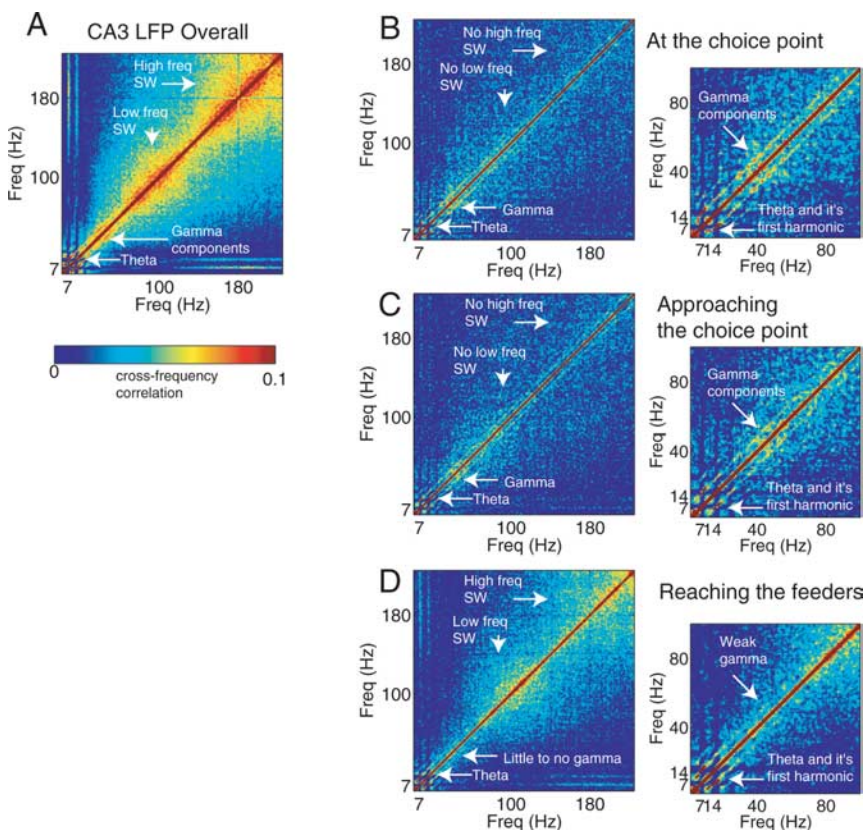 A
CA3 LFP Overall
High freq
SW
Low freq
SW
Gamma
components
Theta
180
100
7
Freq (Hz)
7
100
180
Freq (Hz)
0
cross-frequency
correlation
0.1
B
No high freq
SW
No low freq
SW
Gamma
Theta
180
100
7
Freq (Hz)
7
100
180
Freq (Hz)
At the choice point
Gamma
components
Theta and it's
first harmonic
80
40
14
7
Freq (Hz)
714
40
80
Freq (Hz)
C
No high freq
SW
No low freq
SW
Gamma
Theta
180
100
7
Freq (Hz)
7
100
180
Freq (Hz)
Approaching
the choice point
Gamma
components
Theta and it's
first harmonic
80
40
14
7
Freq (Hz)
714
40
80
Freq (Hz)
D
High freq
SW
Low freq
SW
Little to no gamma
Theta
180
100
7
Freq (Hz)
7
100
180
Freq (Hz)
Reaching the feeders
Weak
gamma
Theta and it's
first harmonic
80
40
14
7
Freq (Hz)
714
40
80
Freq (Hz)